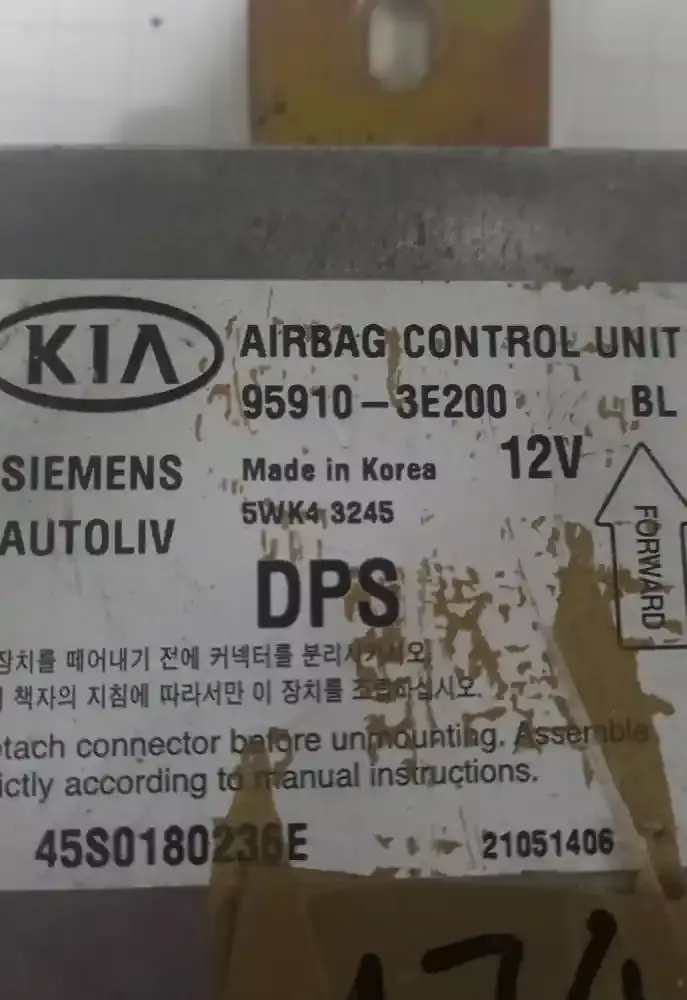 KIA
AIRBAG CONTROL UNIT
95910-3E200 BL
SIEMENS
AUTOLIV
Made in Korea 12V
5WK4 3245
FORWARD
DPS
장치를 떼어내기 전에 커넥터를 분리시키시오.
책자의 지침에 따라서만 이 장치를 조립하십시오.
etach connector before unmounting. Assemble
ictly according to manual instructions.
45S0180236E 21051406